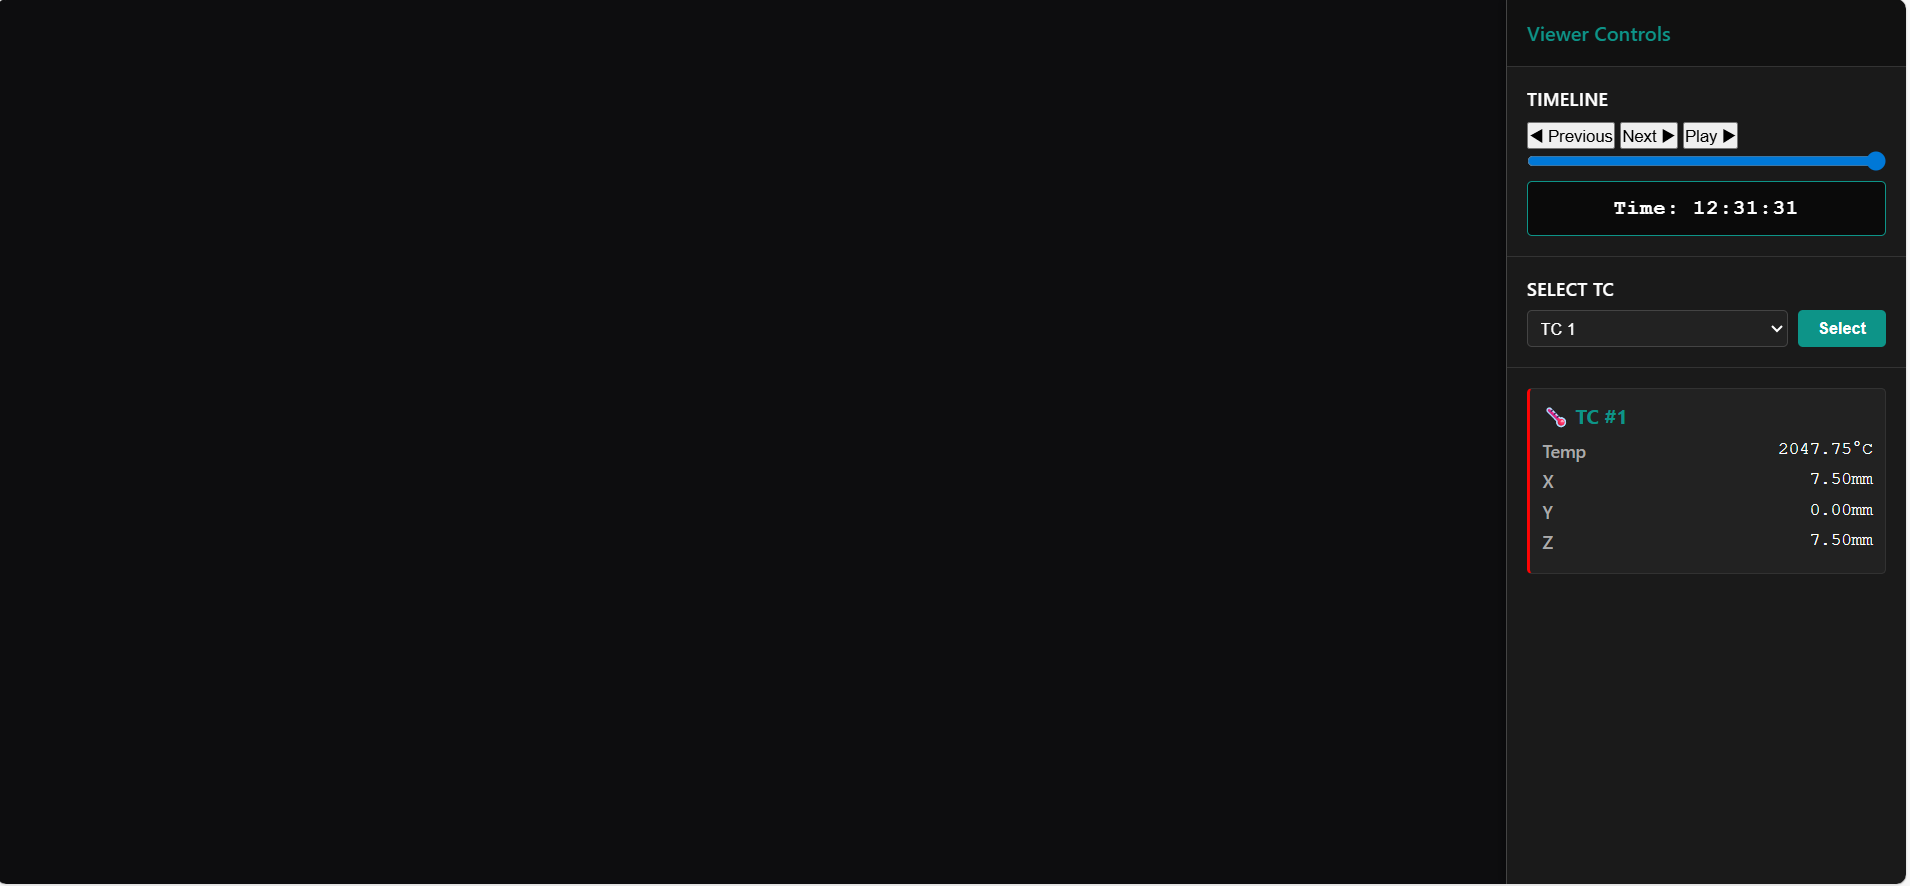 Viewer Controls
TIMELINE
◀ Previous Next ▶ Play ▶
Time: 12:31:31
SELECT TC
TC 1 Select
TC #1
Temp 2047.75°C
X 7.50mm
Y 0.00mm
Z 7.50mm